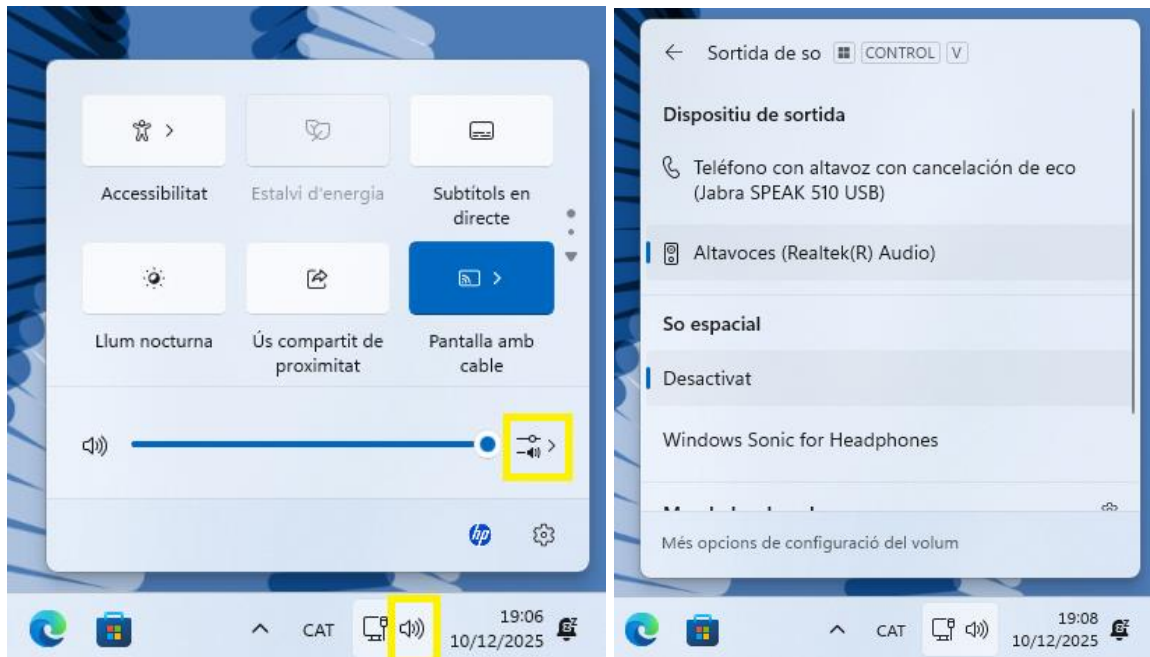 Accessibilitat
Estalvi d'energia
Subtítols en
directe
Llum nocturna
Ús compartit de
proximitat
Pantalla amb
cable
hp
CAT
19:06
10/12/2025
Sortida de so CONTROL V
Dispositiu de sortida
Teléfono con altavoz con cancelación de eco
(Jabra SPEAK 510 USB)
Altavoces (Realtek(R) Audio)
So espacial
Desactivat
Windows Sonic for Headphones
Més opcions de configuració del volum
CAT
19:08
10/12/2025